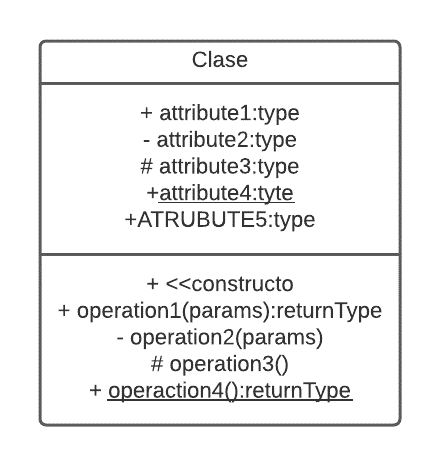 Clase
+ attribute1:type
- attribute2:type
# attribute3:type
+attribute4:tyte
+ATRUBUTE5:type
+ <<constructo
+ operation1(params):returnType
- operation2(params)
# operation3()
+ operaction4():returnType